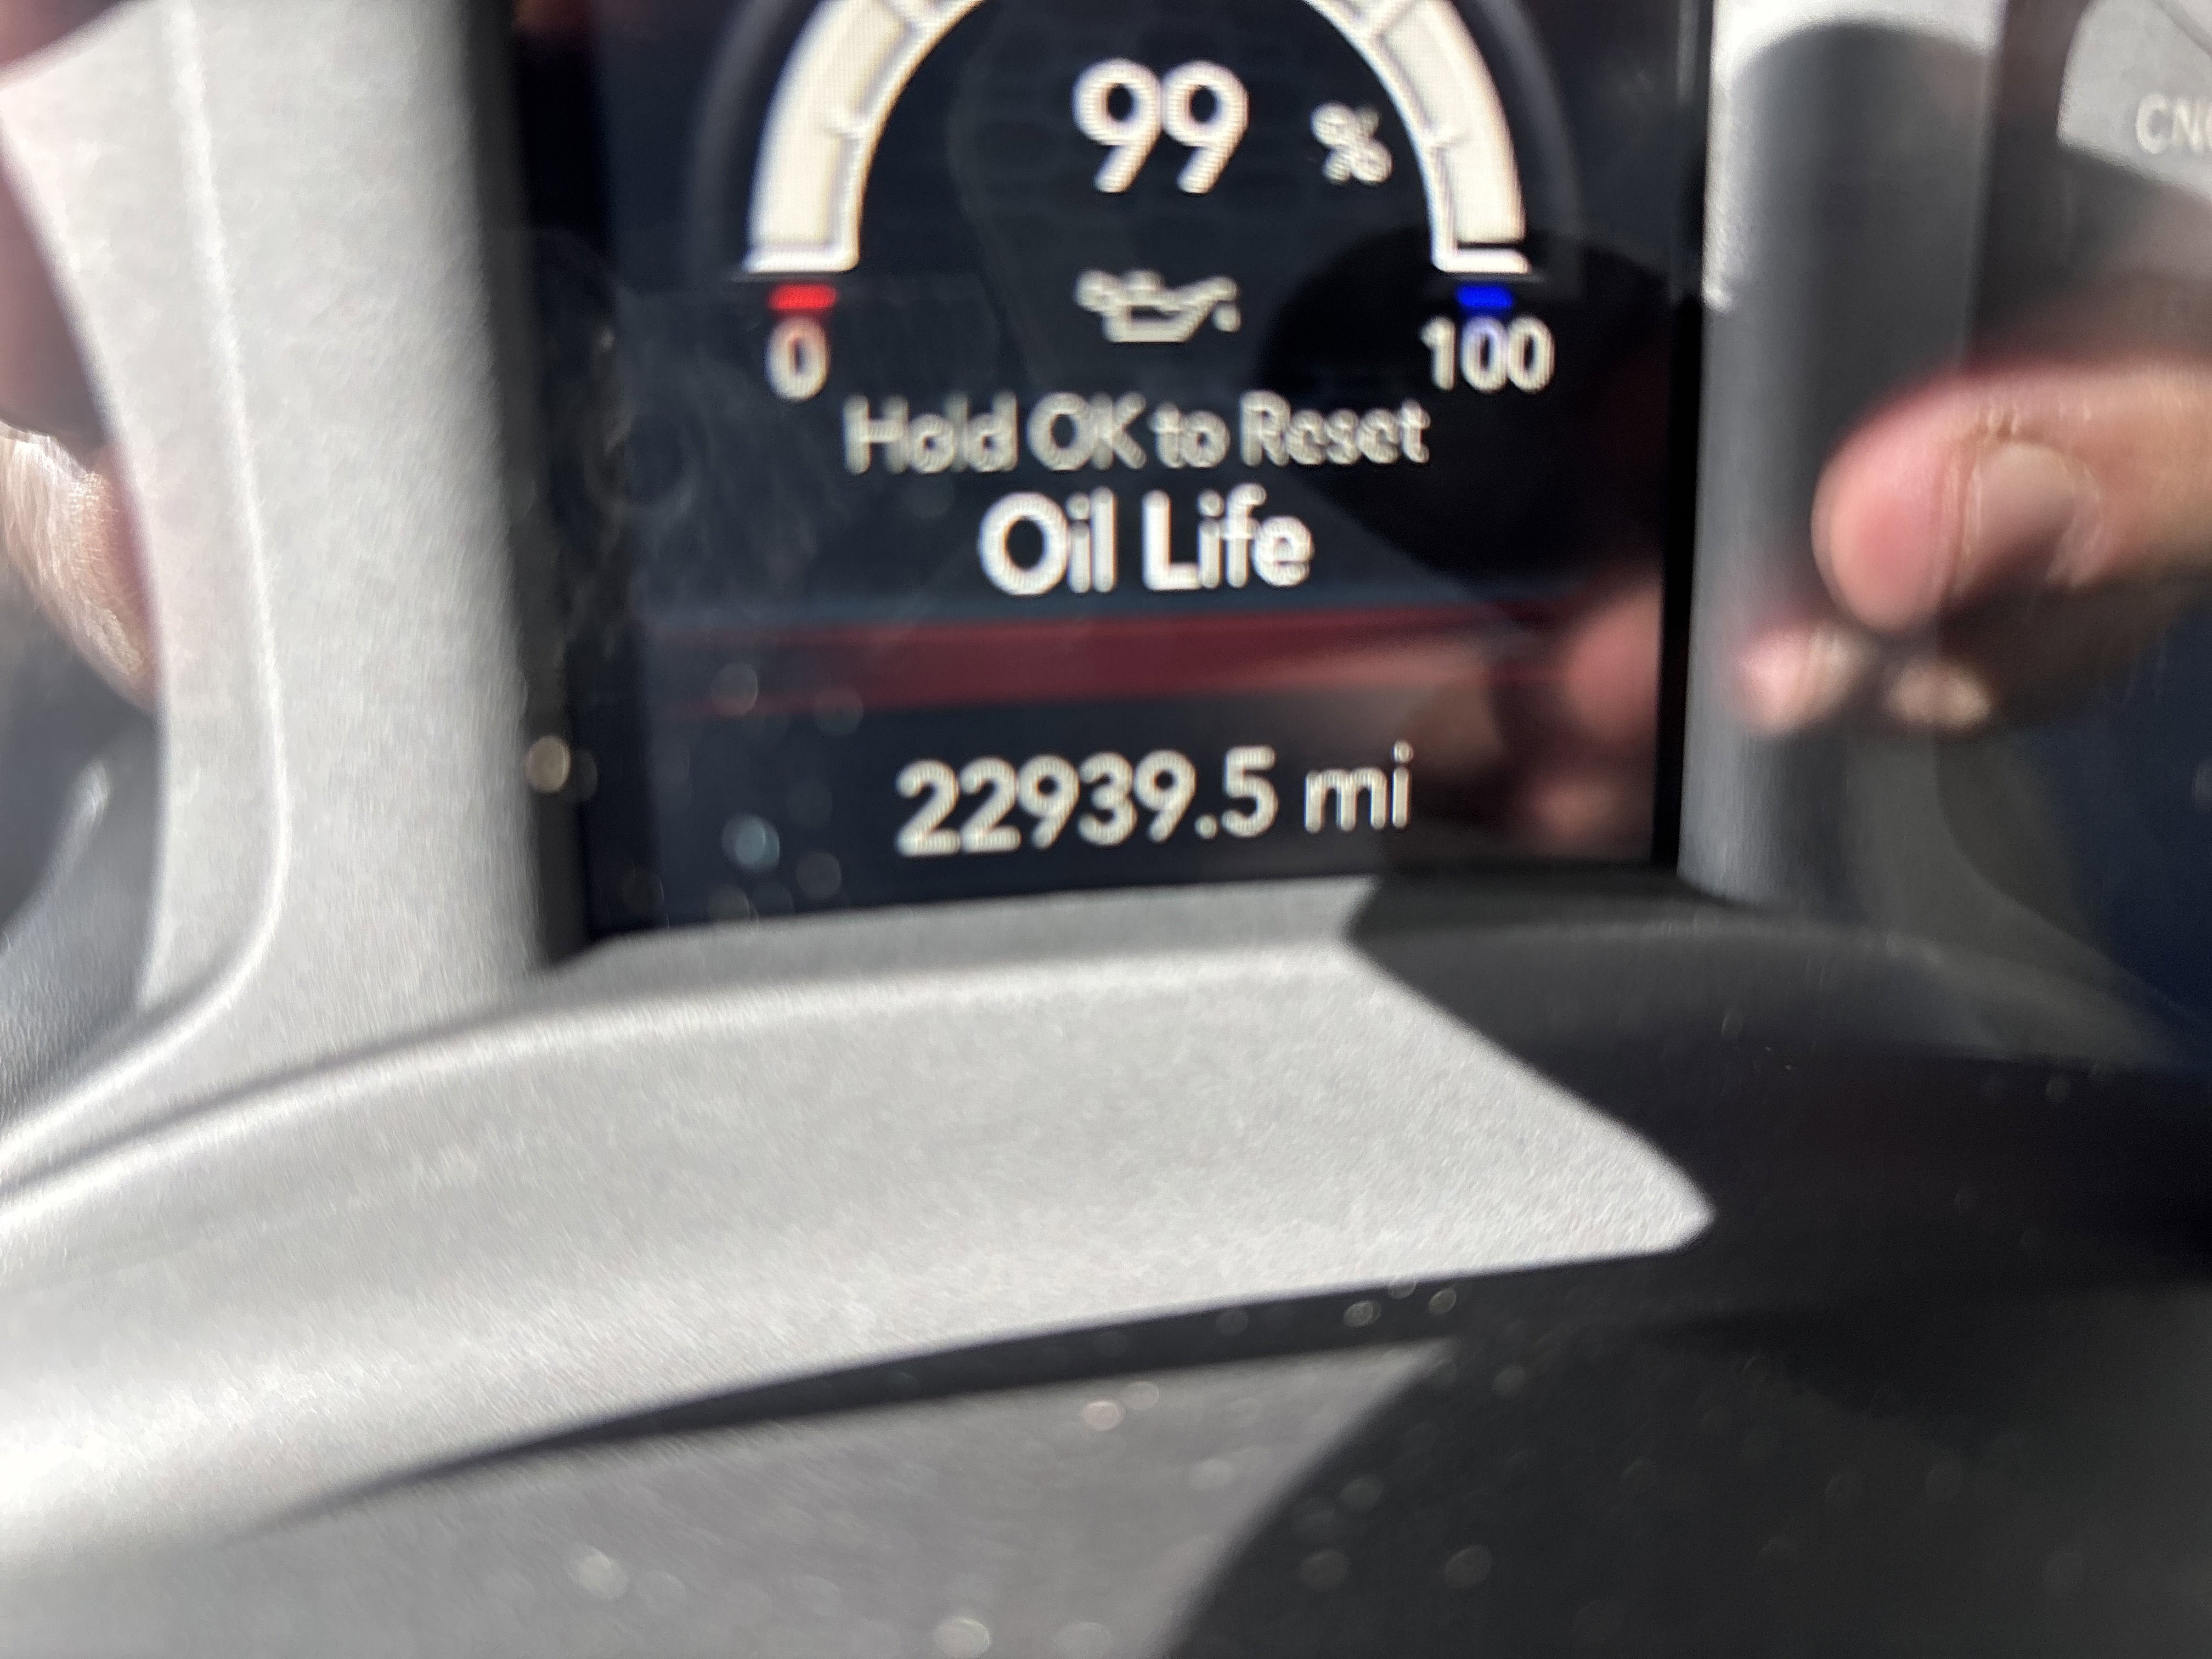 99 %
0 100
Hold OK to Reset
Oil Life
22939.5 mi